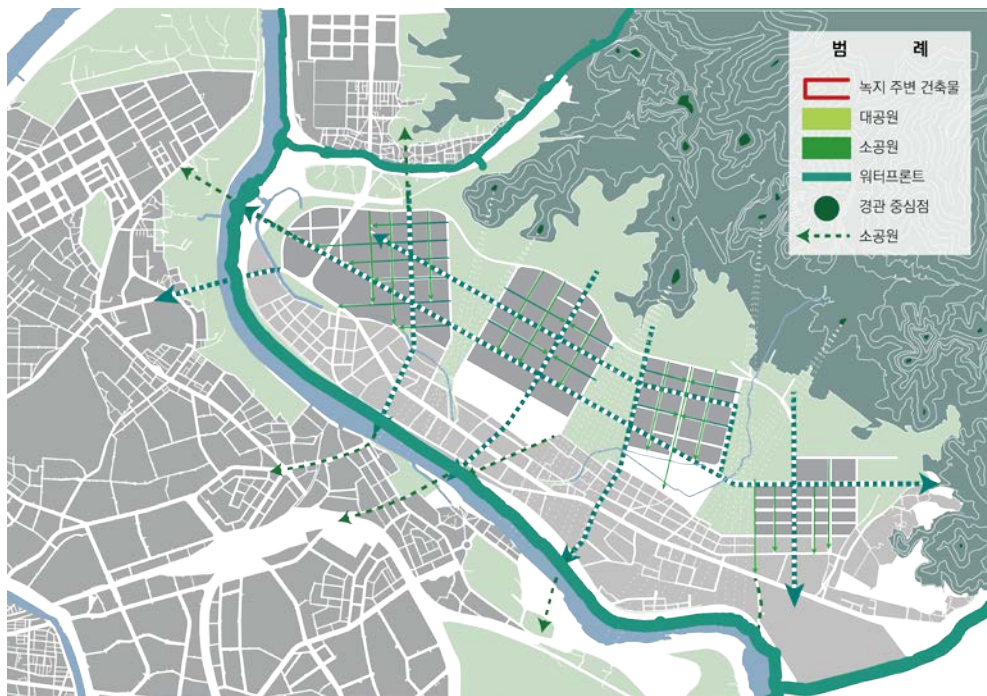 범 례
녹지 주변 건축물
대공원
소공원
워터프론트
경관 중심점
소공원